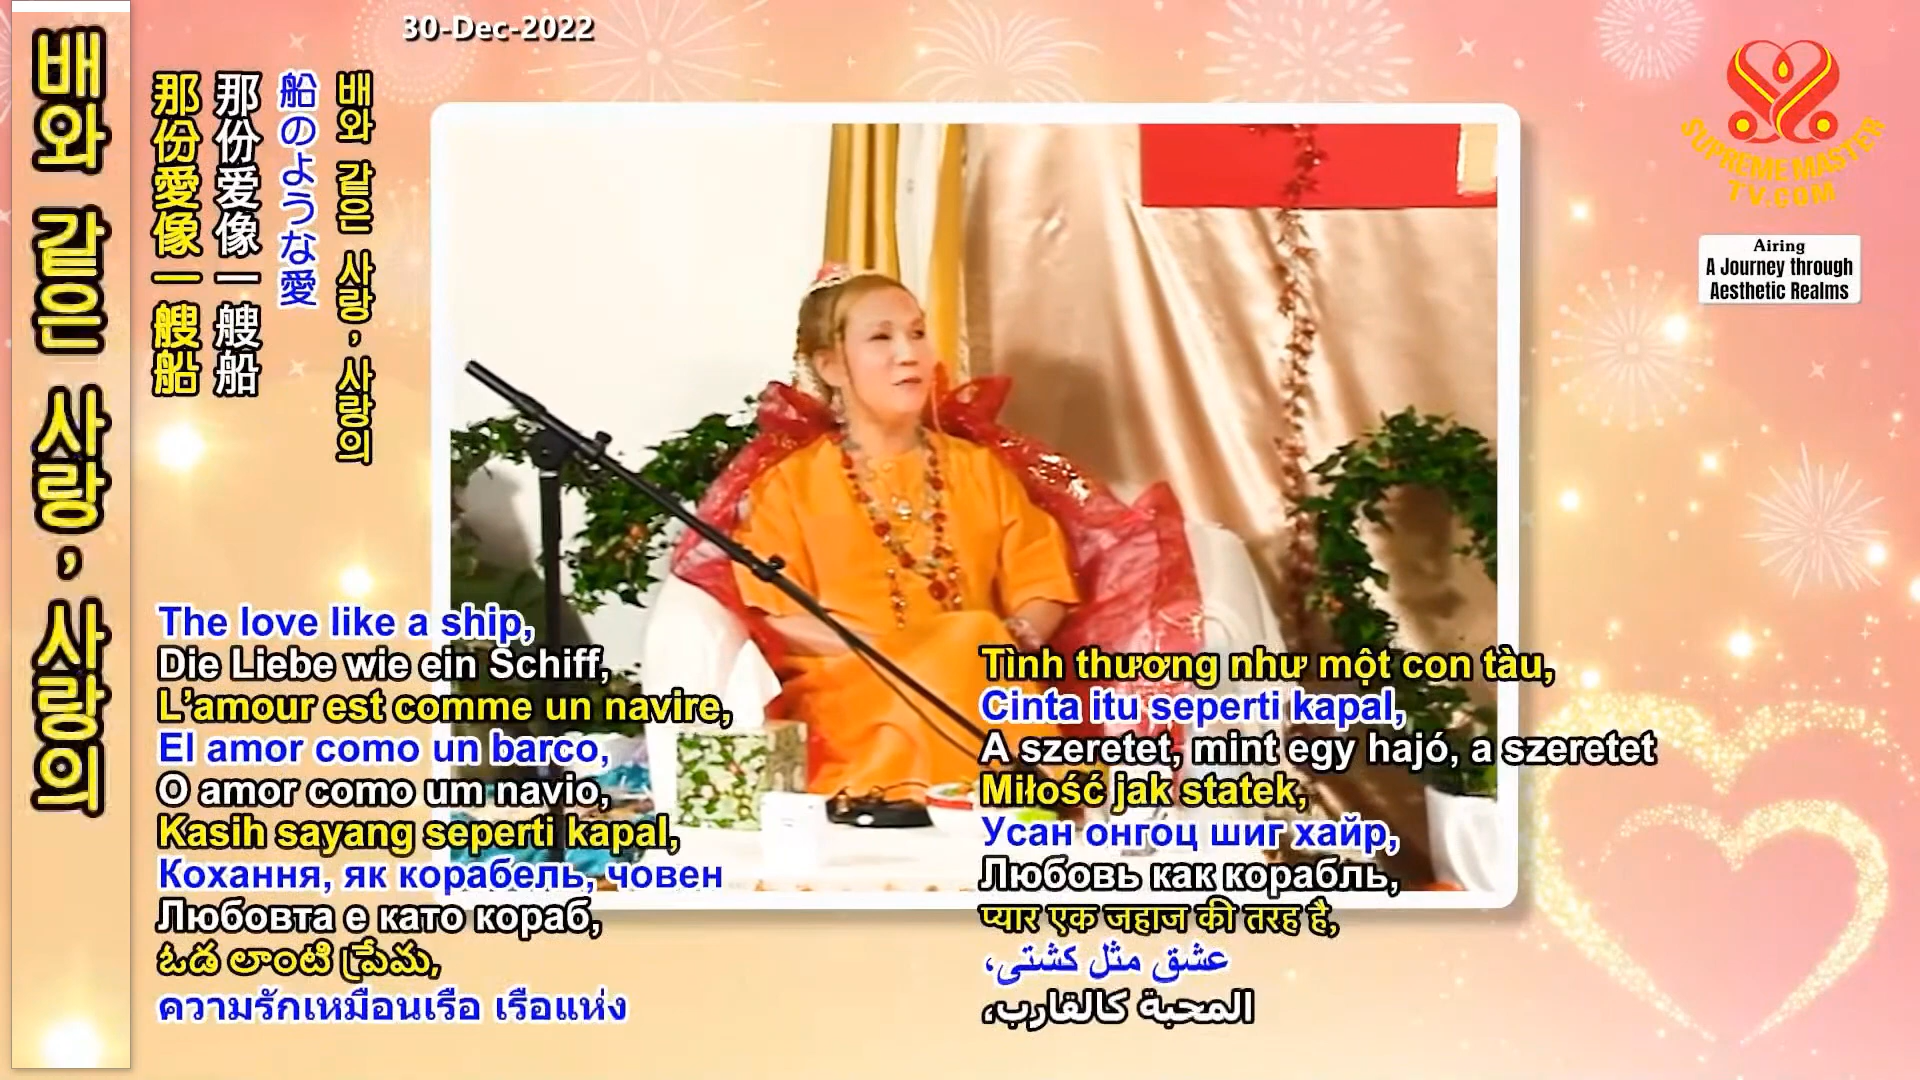 30-Dec-2022
배와 같은 사랑, 사랑의
那份愛像一艘船
那份爱像一艘船
船のような愛
배와 같은 사랑, 사랑의
SUPREME MASTER
TV.COM
Airing
A Journey through
Aesthetic Realms
The love like a ship,
Die Liebe wie ein Schiff,
L'amour est comme un navire,
El amor como un barco,
O amor como um navio,
Kasih sayang seperti kapal,
Кохання, як корабель, човен
Любовта е като кораб,
ఓడ లాంటి ప్రేమ,
ความรักเหมือนเรือ เรือแห่ง
Tình thương như một con tàu,
Cinta itu seperti kapal,
A szeretet, mint egy hajó, a szeretet
Miłość jak statek,
Усан онгоц шиг хайр,
Любовь как корабль,
प्यार एक जहाज की तरह है,
عشق مثل کشتی،
المحبة كالقارب،